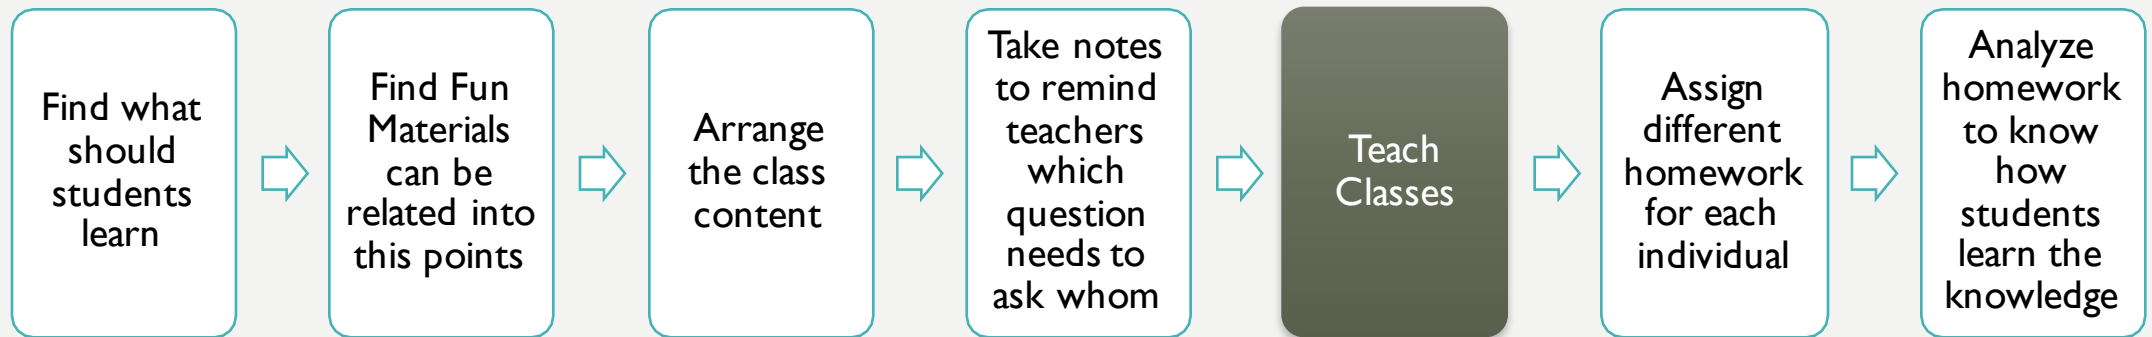 Find what
should
students
learn
Find Fun
Materials
can be
related into
this points
Arrange
the class
content
Take notes
to remind
teachers
which
question
needs to
ask whom
Teach
Classes
Assign
different
homework
for each
individual
Analyze
homework
to know
how
students
learn the
knowledge